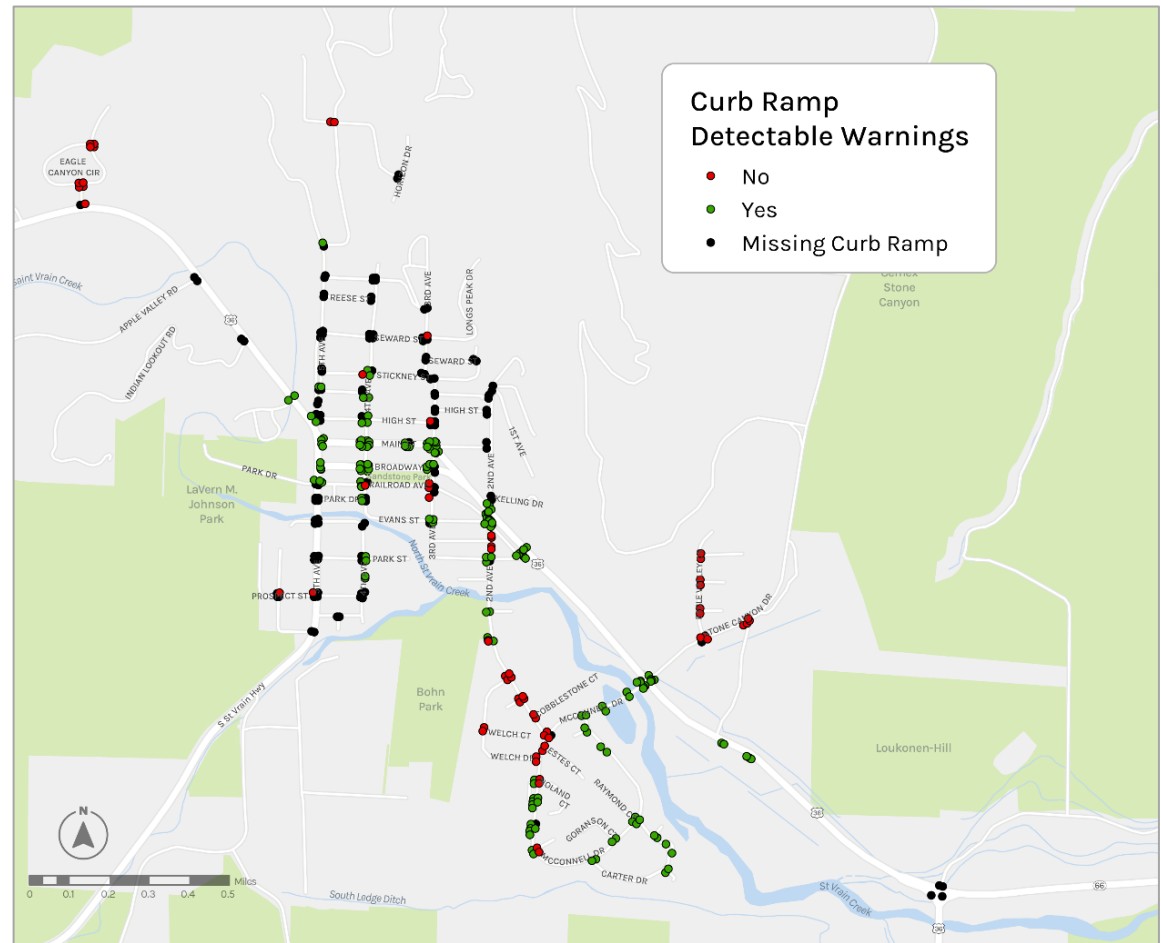 Curb Ramp
Detectable Warnings
No
Yes
Missing Curb Ramp
Stone
Canyon
HORIZON DR
EAGLE
CANYON CIR
Saint Vrain Creek
APPLE VALLEY RD
INDIAN LOOKOUT RD
36
REESE ST
3RD AVE
LONGS PEAK DR
SEWARD ST
SEWARD ST
STICKNEY
HIGH ST
HIGH ST
1ST AVE
MAIN ST
2ND AVE
BROADWAY
Sandstone Park
RAILROAD AVE
PARK DR
PARK DR
KELLING DR
LaVern M.
Johnson
Park
EVANS ST
3RD AVE
North St Vrain Creek
PARK ST
36
2ND AVE
PROSPECT ST
STONE CANYON DR
S St Vrain Hwy
Bohn
Park
COBBLESTONE CT
MCCONNELL DR
WELCH CT
WELCH DR
ESTES CT
Loukonen-Hill
ROLAND
CT
RAYMOND CT
GORANSON CT
36
MCCONNELL DR
CARTER DR
N
Miles
0 0.1 0.2 0.3 0.4 0.5
South Ledge Ditch
St Vrain Creek
66
36